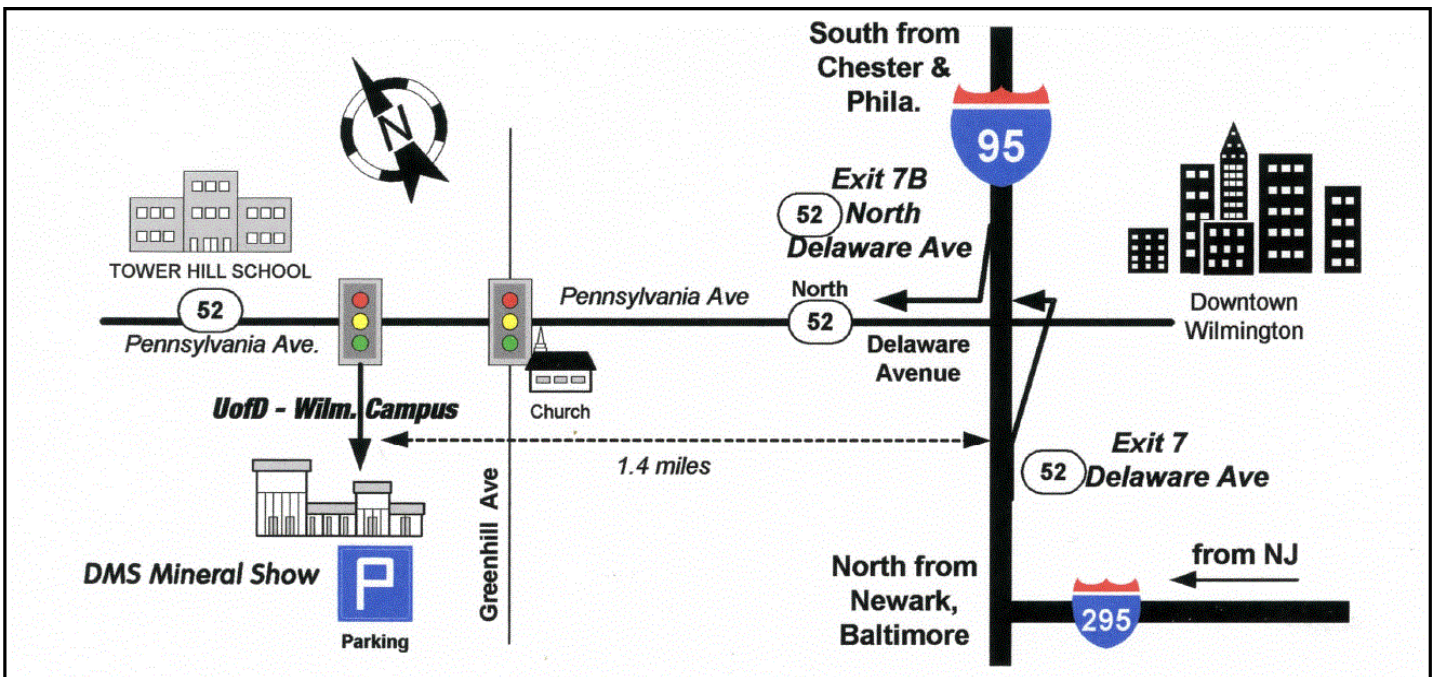 South from
Chester &
Phila.
95
N
Exit 7B
52 North
Delaware Ave
TOWER HILL SCHOOL
52
Pennsylvania Ave.
Pennsylvania Ave
North
52
Delaware
Avenue
Downtown
Wilmington
UofD - Wilm. Campus
Church
1.4 miles
Exit 7
52 Delaware Ave
Greenhill Ave
DMS Mineral Show
P
Parking
North from
Newark,
Baltimore
from NJ
295